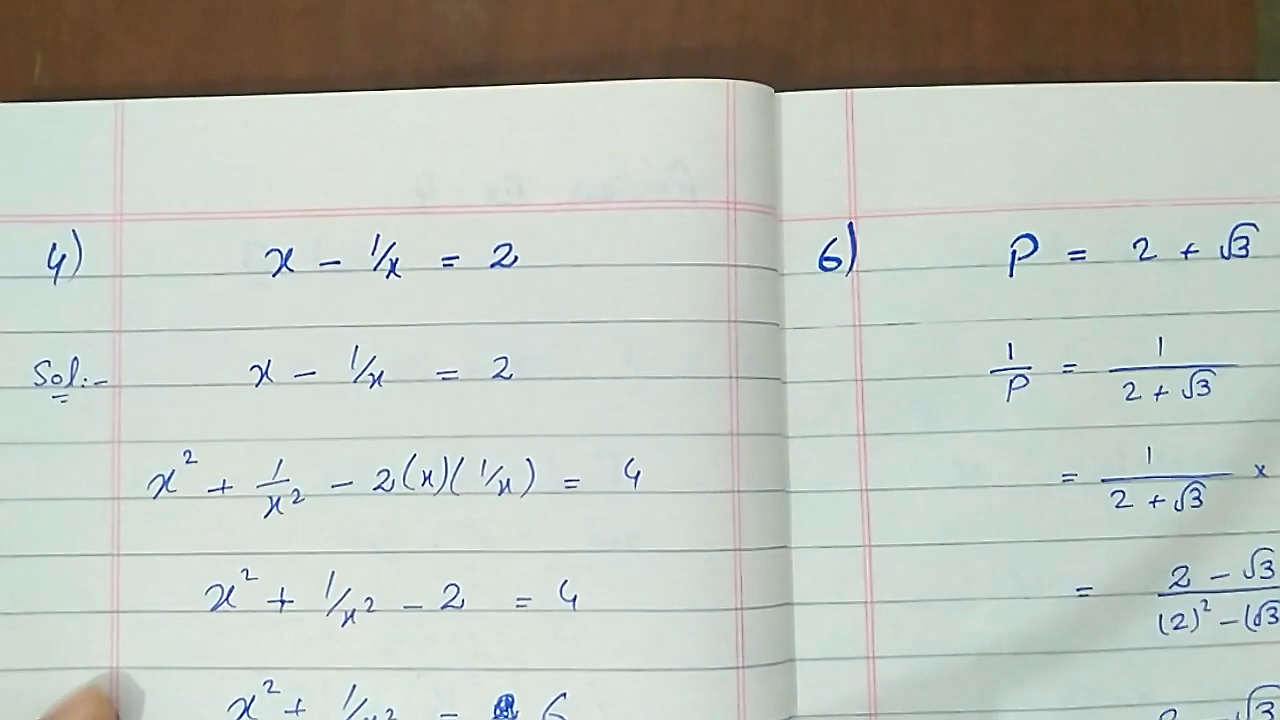 4) x - 1/x = 2
Sol:- x - 1/x = 2
x² + 1/x² - 2(x)(1/x) = 4
x² + 1/x² - 2 = 4
x² + 1/x² = 6
6) P = 2 + √3
1/P = 1/(2 + √3)
= 1/(2 + √3) ×
= (2 - √3)/((2)² - (√3